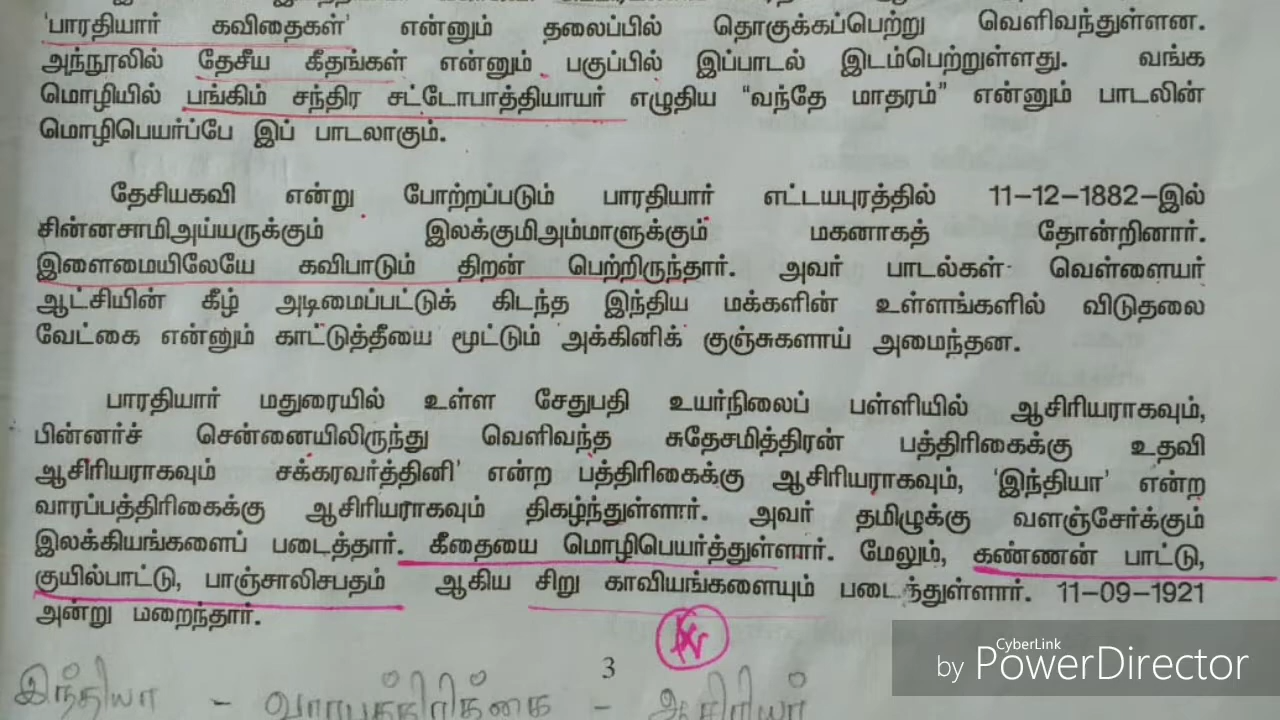 'பாரதியார் கவிதைகள்' என்னும் தலைப்பில் தொகுக்கப்பெற்று வெளிவந்துள்ளன.
அந்நூலில் தேசீய கீதங்கள் என்னும் பகுப்பில் இப்பாடல் இடம்பெற்றுள்ளது. வங்க
மொழியில் பங்கிம் சந்திர சட்டோபாத்தியாயர் எழுதிய "வந்தே மாதரம்" என்னும் பாடலின்
மொழிபெயர்ப்பே இப் பாடலாகும்.
தேசியகவி என்று போற்றப்படும் பாரதியார் எட்டயபுரத்தில் 11-12-1882-இல்
சின்னசாமிஅய்யருக்கும் இலக்குமிஅம்மாளுக்கும் மகனாகத் தோன்றினார்.
இளைமையிலேயே கவிபாடும் திறன் பெற்றிருந்தார். அவர் பாடல்கள் வெள்ளையர்
ஆட்சியின் கீழ் அடிமைப்பட்டுக் கிடந்த இந்திய மக்களின் உள்ளங்களில் விடுதலை
வேட்கை என்னும் காட்டுத்தீயை மூட்டும் அக்கினிக் குஞ்சுகளாய் அமைந்தன.
பாரதியார் மதுரையில் உள்ள சேதுபதி உயர்நிலைப் பள்ளியில் ஆசிரியராகவும்,
பின்னர்ச் சென்னையிலிருந்து வெளிவந்த சுதேசமித்திரன் பத்திரிகைக்கு உதவி
ஆசிரியராகவும் சக்கரவர்த்தினி' என்ற பத்திரிகைக்கு ஆசிரியராகவும், 'இந்தியா' என்ற
வாரப்பத்திரிகைக்கு ஆசிரியராகவும் திகழ்ந்துள்ளார். அவர் தமிழுக்கு வளஞ்சேர்க்கும்
இலக்கியங்களைப் படைத்தார். கீதையை மொழிபெயர்த்துள்ளார். மேலும், கண்ணன் பாட்டு,
குயில்பாட்டு, பாஞ்சாலிசபதம் ஆகிய சிறு காவியங்களையும் படைந்துள்ளார். 11-09-1921
அன்று மறைந்தார்.
3
இந்தியா - வாரபத்திரிக்கை - ஆசிரியர்
CyberLink
by PowerDirector